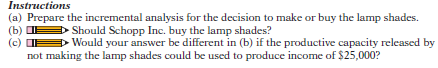 Instructions
(a) Prepare the incremental analysis for the decision to make or buy the lamp shades.
(b) Should Schopp Inc. buy the lamp shades?
(c) Would your answer be different in (b) if the productive capacity released by
not making the lamp shades could be used to produce income of $25,000?